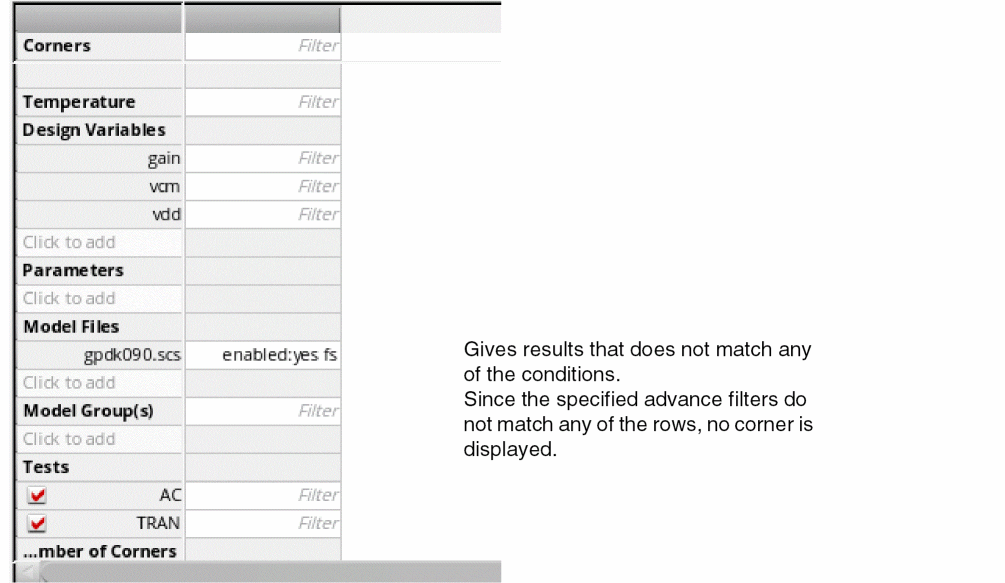 Corners Filter
Temperature Filter
Design Variables
gain Filter
vcm Filter
vdd Filter
Click to add
Parameters
Click to add
Model Files
gpdk090.scs enabled:yes fs
Click to add
Model Group(s) Filter
Click to add
Tests
AC Filter
TRAN Filter
...mber of Corners
Gives results that does not match any
of the conditions.
Since the specified advance filters do
not match any of the rows, no corner is
displayed.